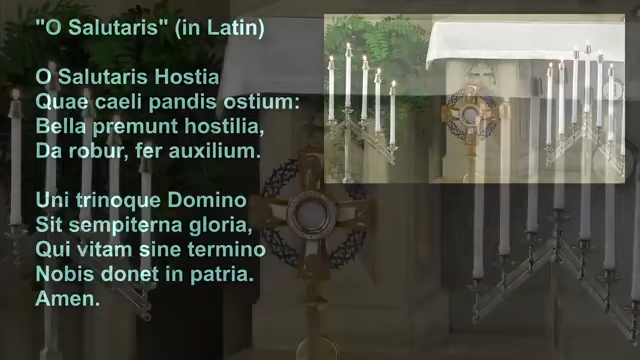 "O Salutaris" (in Latin)
O Salutaris Hostia
Quae caeli pandis ostium:
Bella premunt hostilia,
Da robur, fer auxilium.
Uni trinoque Domino
Sit sempiterna gloria,
Qui vitam sine termino
Nobis donet in patria.
Amen.